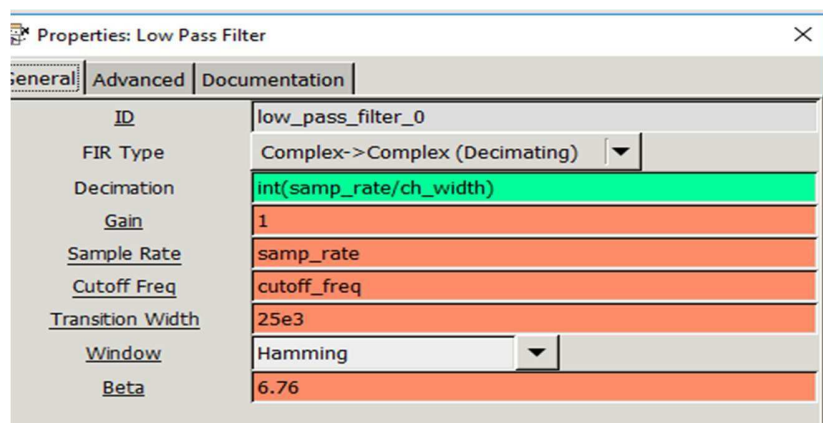 Properties: Low Pass Filter
General Advanced Documentation
ID low_pass_filter_0
FIR Type Complex->Complex (Decimating)
Decimation int(samp_rate/ch_width)
Gain 1
Sample Rate samp_rate
Cutoff Freq cutoff_freq
Transition Width 25e3
Window Hamming
Beta 6.76